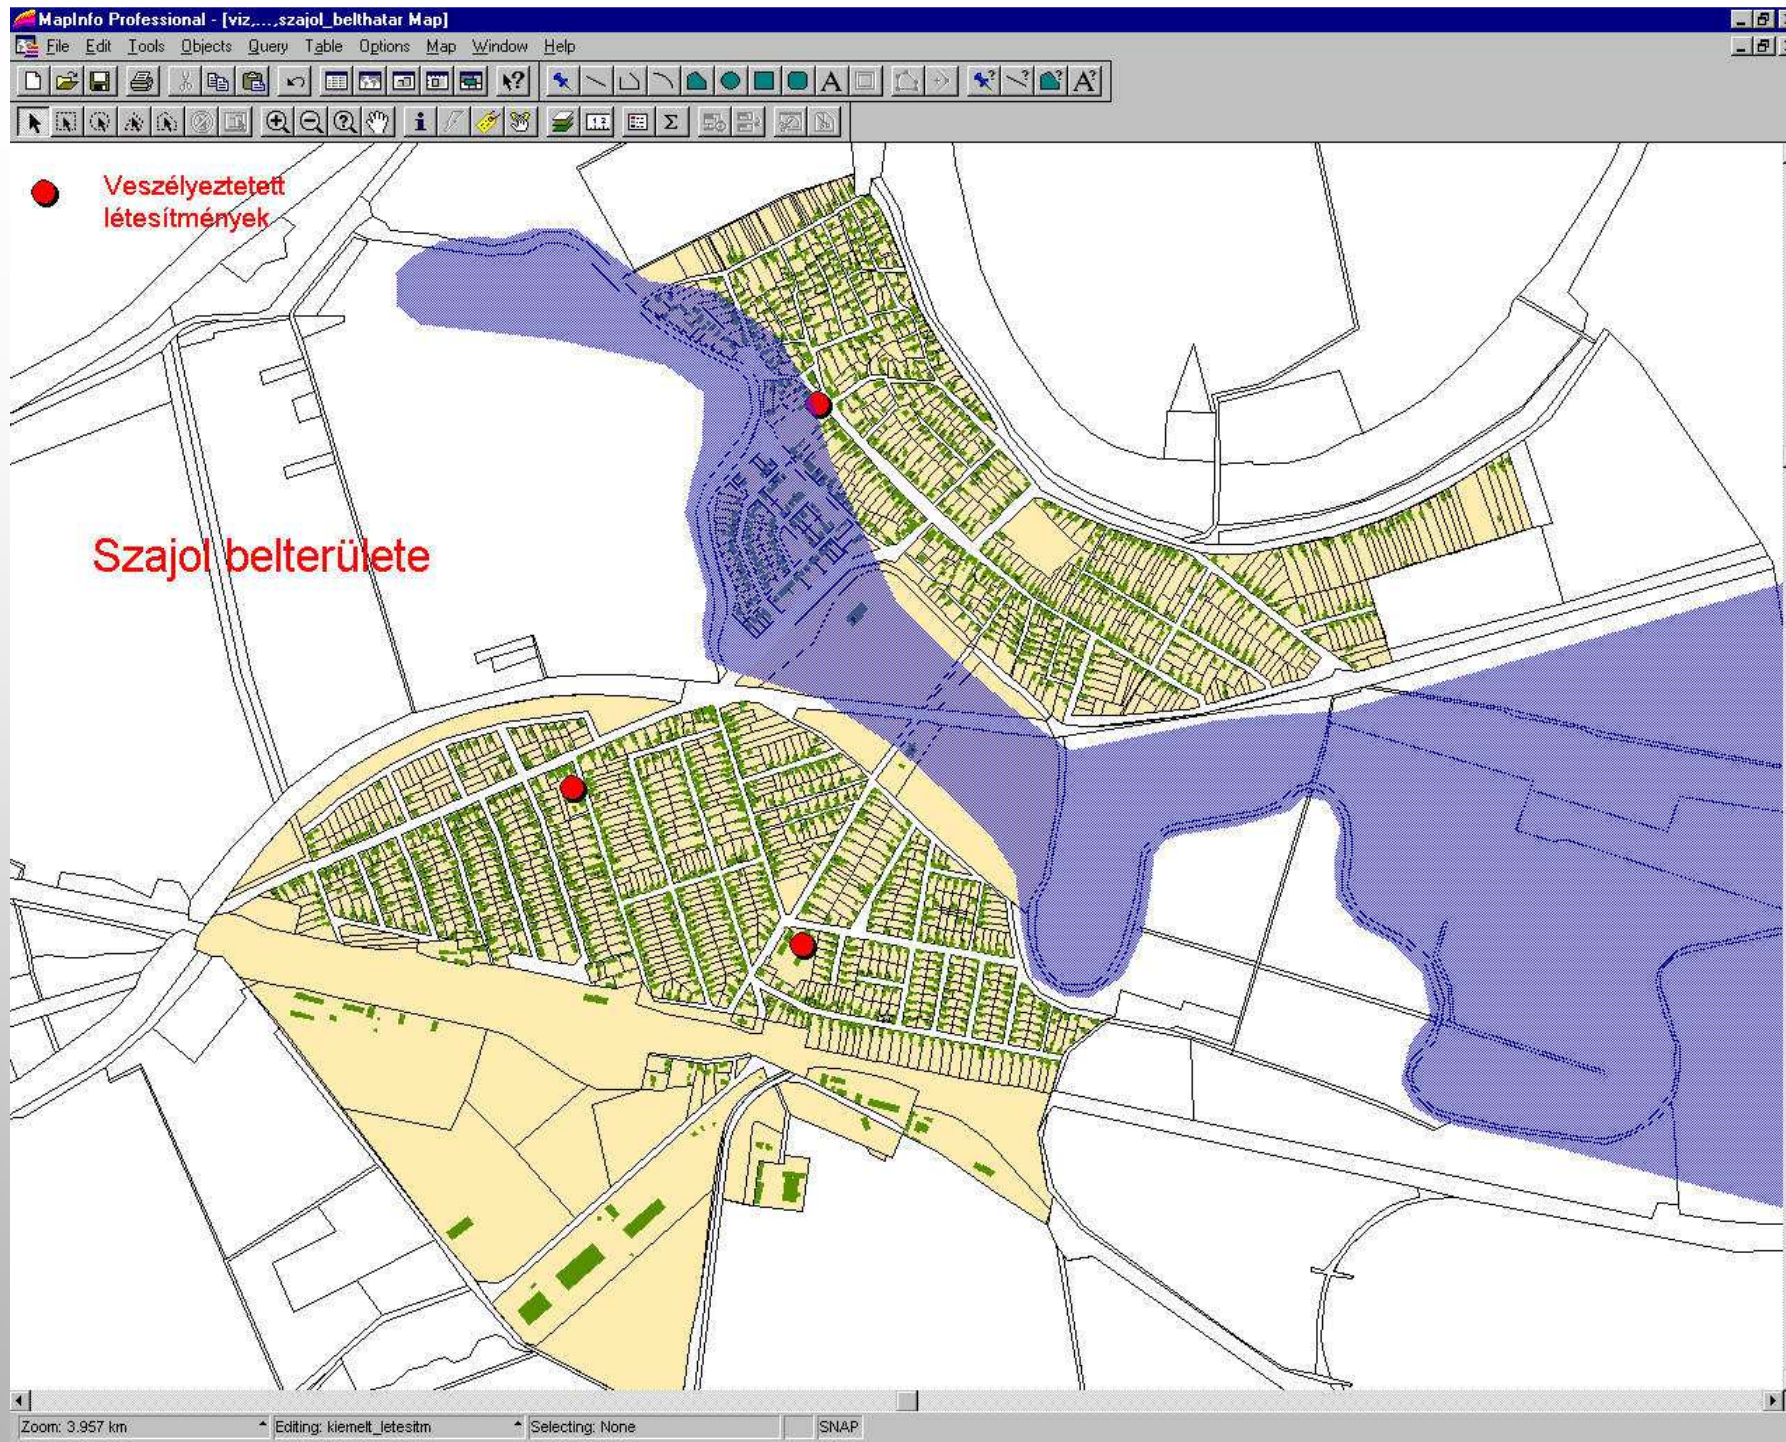 MapInfo Professional - [viz,...,szajol_belthatar Map]
File Edit Tools Objects Query Table Options Map Window Help
Veszélyeztetett
létesítmények
Szajol belterülete
Zoom: 3.957 km Editing: kiemelt_letesitm Selecting: None SNAP